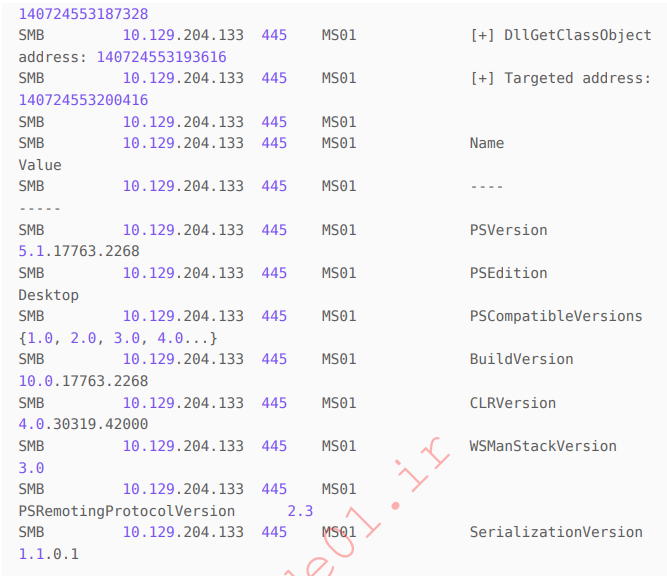 140724553187328
SMB 10.129.204.133 445 MS01 [+] DllGetClassObject
address: 140724553193616
SMB 10.129.204.133 445 MS01 [+] Targeted address:
140724553200416
SMB 10.129.204.133 445 MS01
SMB 10.129.204.133 445 MS01 Name
Value
SMB 10.129.204.133 445 MS01 ----
-----
SMB 10.129.204.133 445 MS01 PSVersion
5.1.17763.2268
SMB 10.129.204.133 445 MS01 PSEdition
Desktop
SMB 10.129.204.133 445 MS01 PSCompatibleVersions
{1.0, 2.0, 3.0, 4.0...}
SMB 10.129.204.133 445 MS01 BuildVersion
10.0.17763.2268
SMB 10.129.204.133 445 MS01 CLRVersion
4.0.30319.42000
SMB 10.129.204.133 445 MS01 WSManStackVersion
3.0
SMB 10.129.204.133 445 MS01
PSRemotingProtocolVersion 2.3
SMB 10.129.204.133 445 MS01 SerializationVersion
1.1.0.1